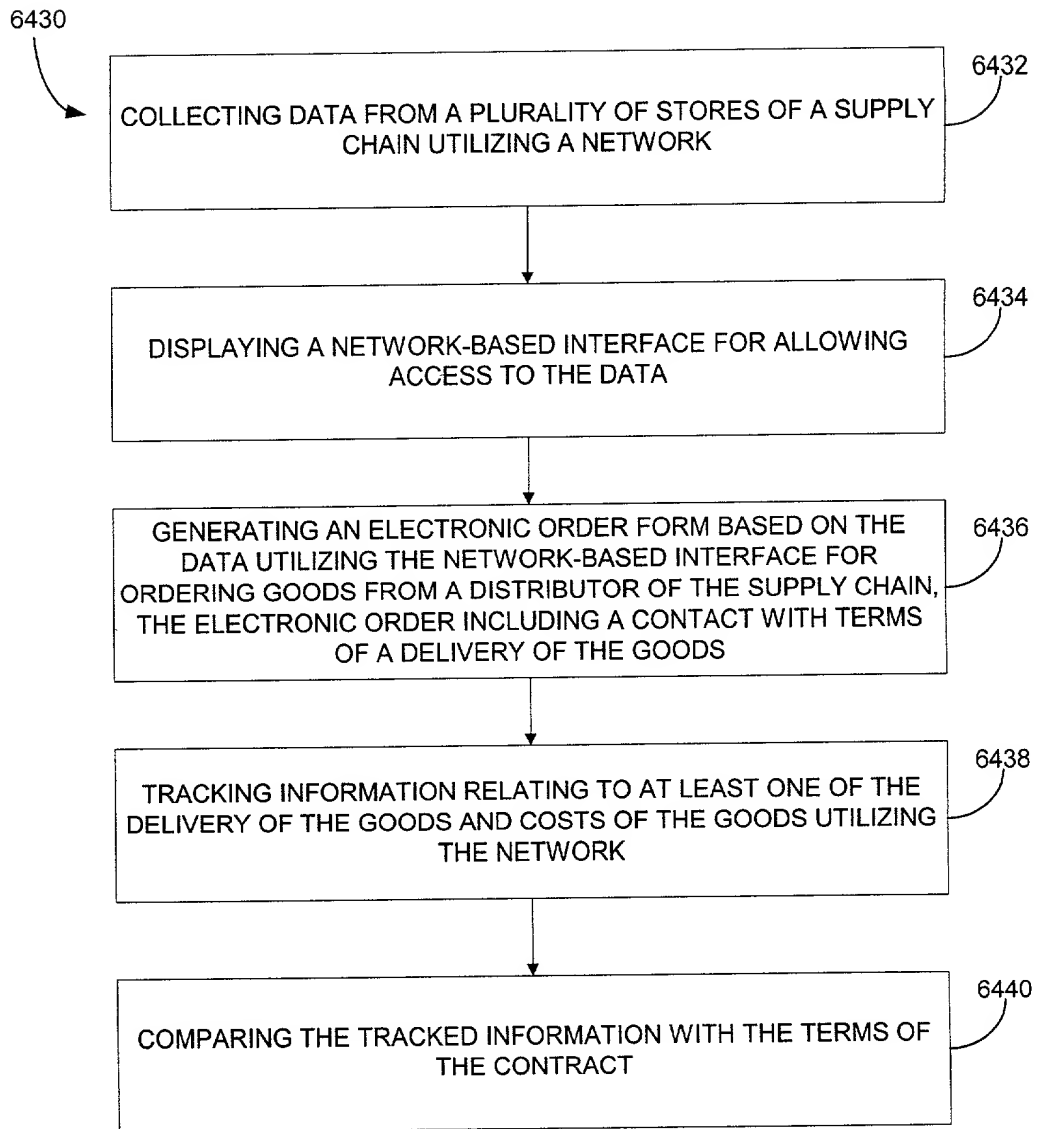 6430
6432
COLLECTING DATA FROM A PLURALITY OF STORES OF A SUPPLY
CHAIN UTILIZING A NETWORK
6434
DISPLAYING A NETWORK-BASED INTERFACE FOR ALLOWING
ACCESS TO THE DATA
6436
GENERATING AN ELECTRONIC ORDER FORM BASED ON THE
DATA UTILIZING THE NETWORK-BASED INTERFACE FOR
ORDERING GOODS FROM A DISTRIBUTOR OF THE SUPPLY CHAIN,
THE ELECTRONIC ORDER INCLUDING A CONTACT WITH TERMS
OF A DELIVERY OF THE GOODS
6438
TRACKING INFORMATION RELATING TO AT LEAST ONE OF THE
DELIVERY OF THE GOODS AND COSTS OF THE GOODS UTILIZING
THE NETWORK
6440
COMPARING THE TRACKED INFORMATION WITH THE TERMS OF
THE CONTRACT